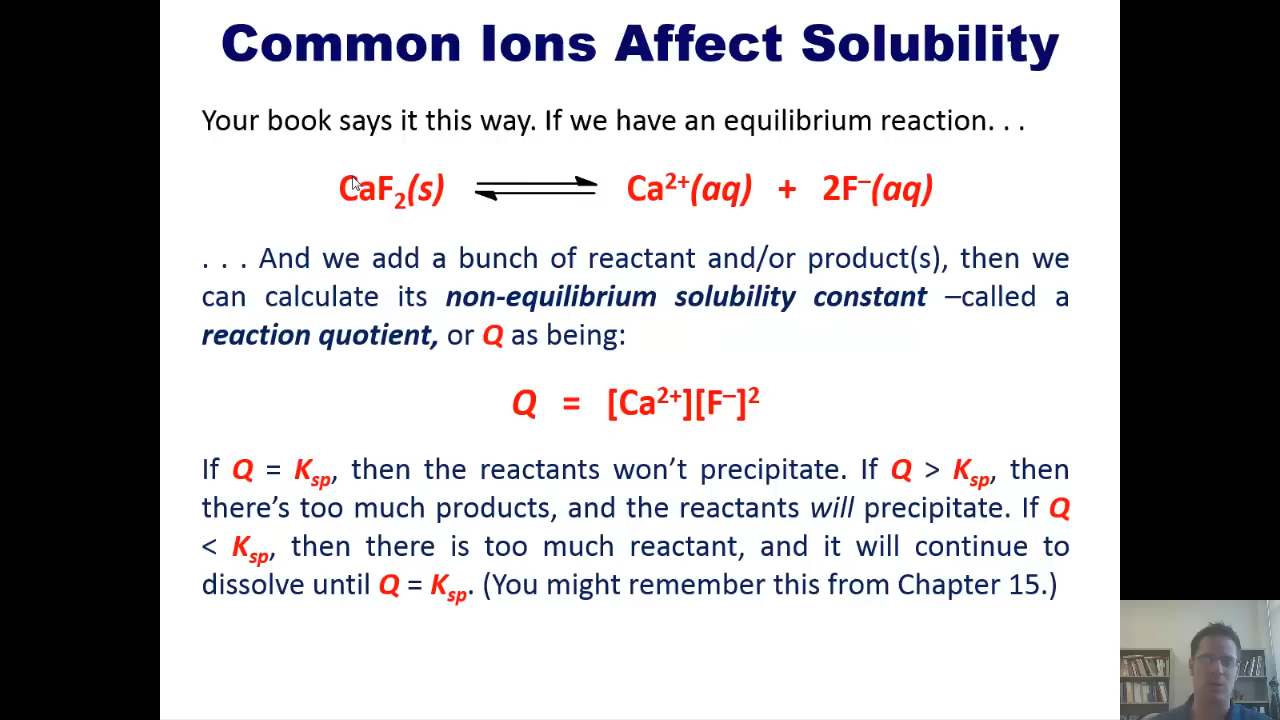 Common Ions Affect Solubility
Your book says it this way. If we have an equilibrium reaction. . .
CaF₂(s) ⇌ Ca²⁺(aq) + 2F⁻(aq)
. . . And we add a bunch of reactant and/or product(s), then we
can calculate its non-equilibrium solubility constant –called a
reaction quotient, or Q as being:
Q = [Ca²⁺][F⁻]²
If Q = Ksp, then the reactants won’t precipitate. If Q > Ksp, then
there’s too much products, and the reactants will precipitate. If Q
< Ksp, then there is too much reactant, and it will continue to
dissolve until Q = Ksp. (You might remember this from Chapter 15.)